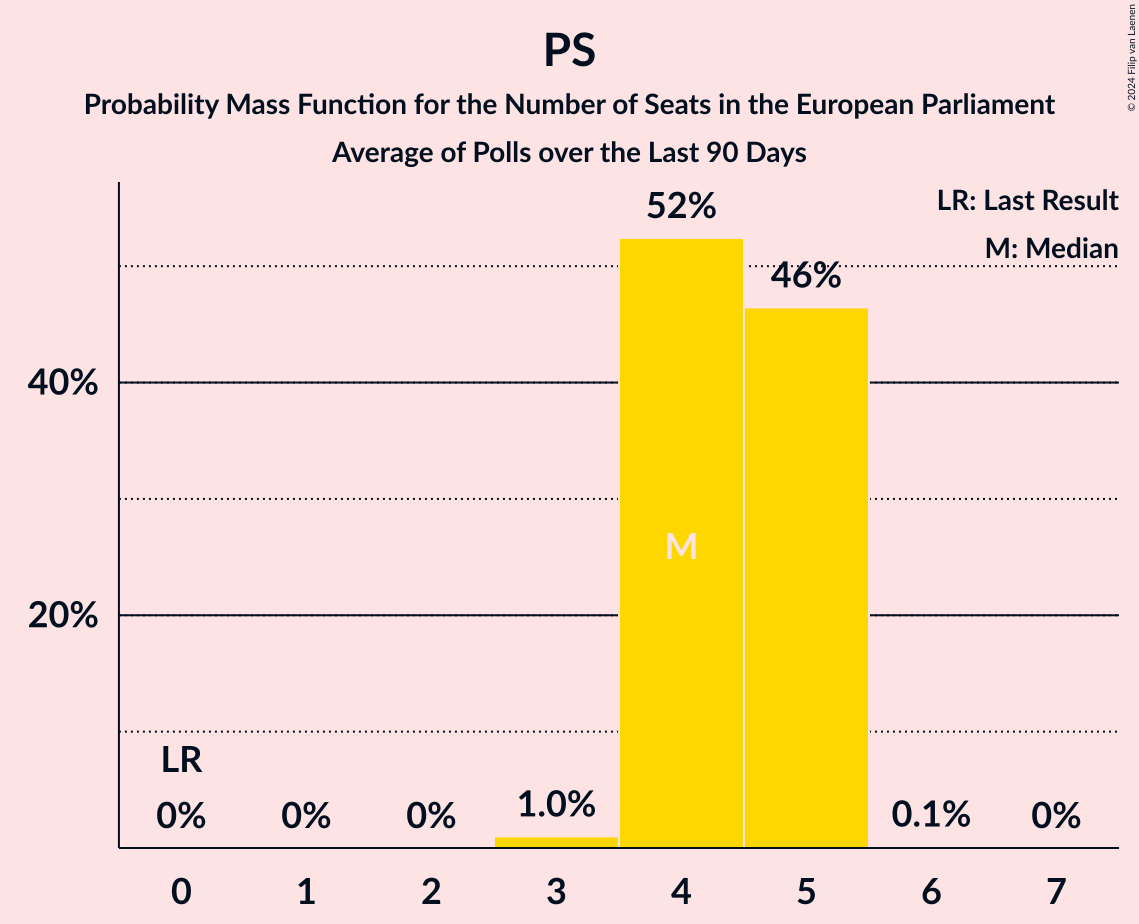 PS
Probability Mass Function for the Number of Seats in the European Parliament
Average of Polls over the Last 90 Days
© 2024 Filip van Laenen
LR: Last Result
M: Median
52%
46%
40%
M
20%
LR
0% 0% 0% 1.0% 0.1% 0%
0 1 2 3 4 5 6 7